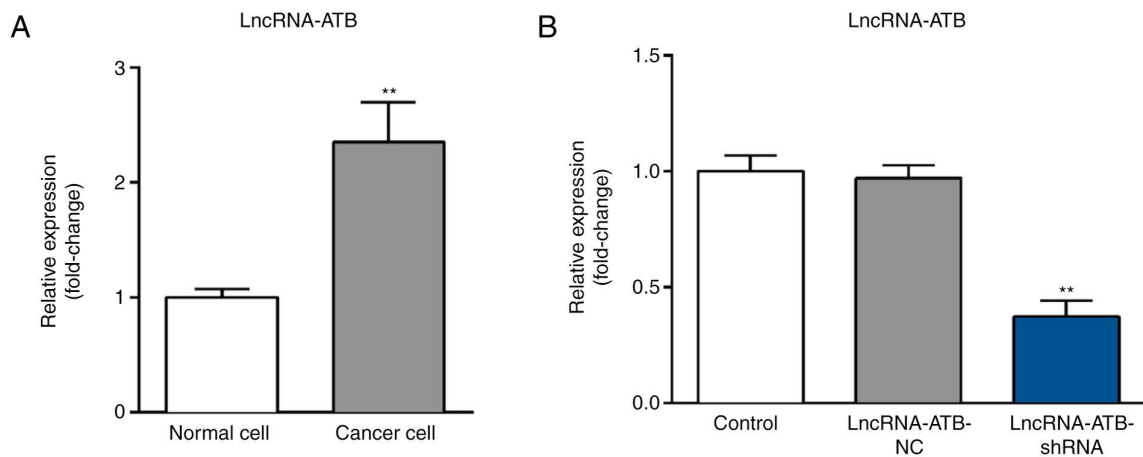 A
LncRNA-ATB
Relative expression
(fold-change)
3
2
1
0
**
Normal cell
Cancer cell
B
LncRNA-ATB
Relative expression
(fold-change)
1.5
1.0
0.5
0.0
**
Control
LncRNA-ATB-
NC
LncRNA-ATB-
shRNA